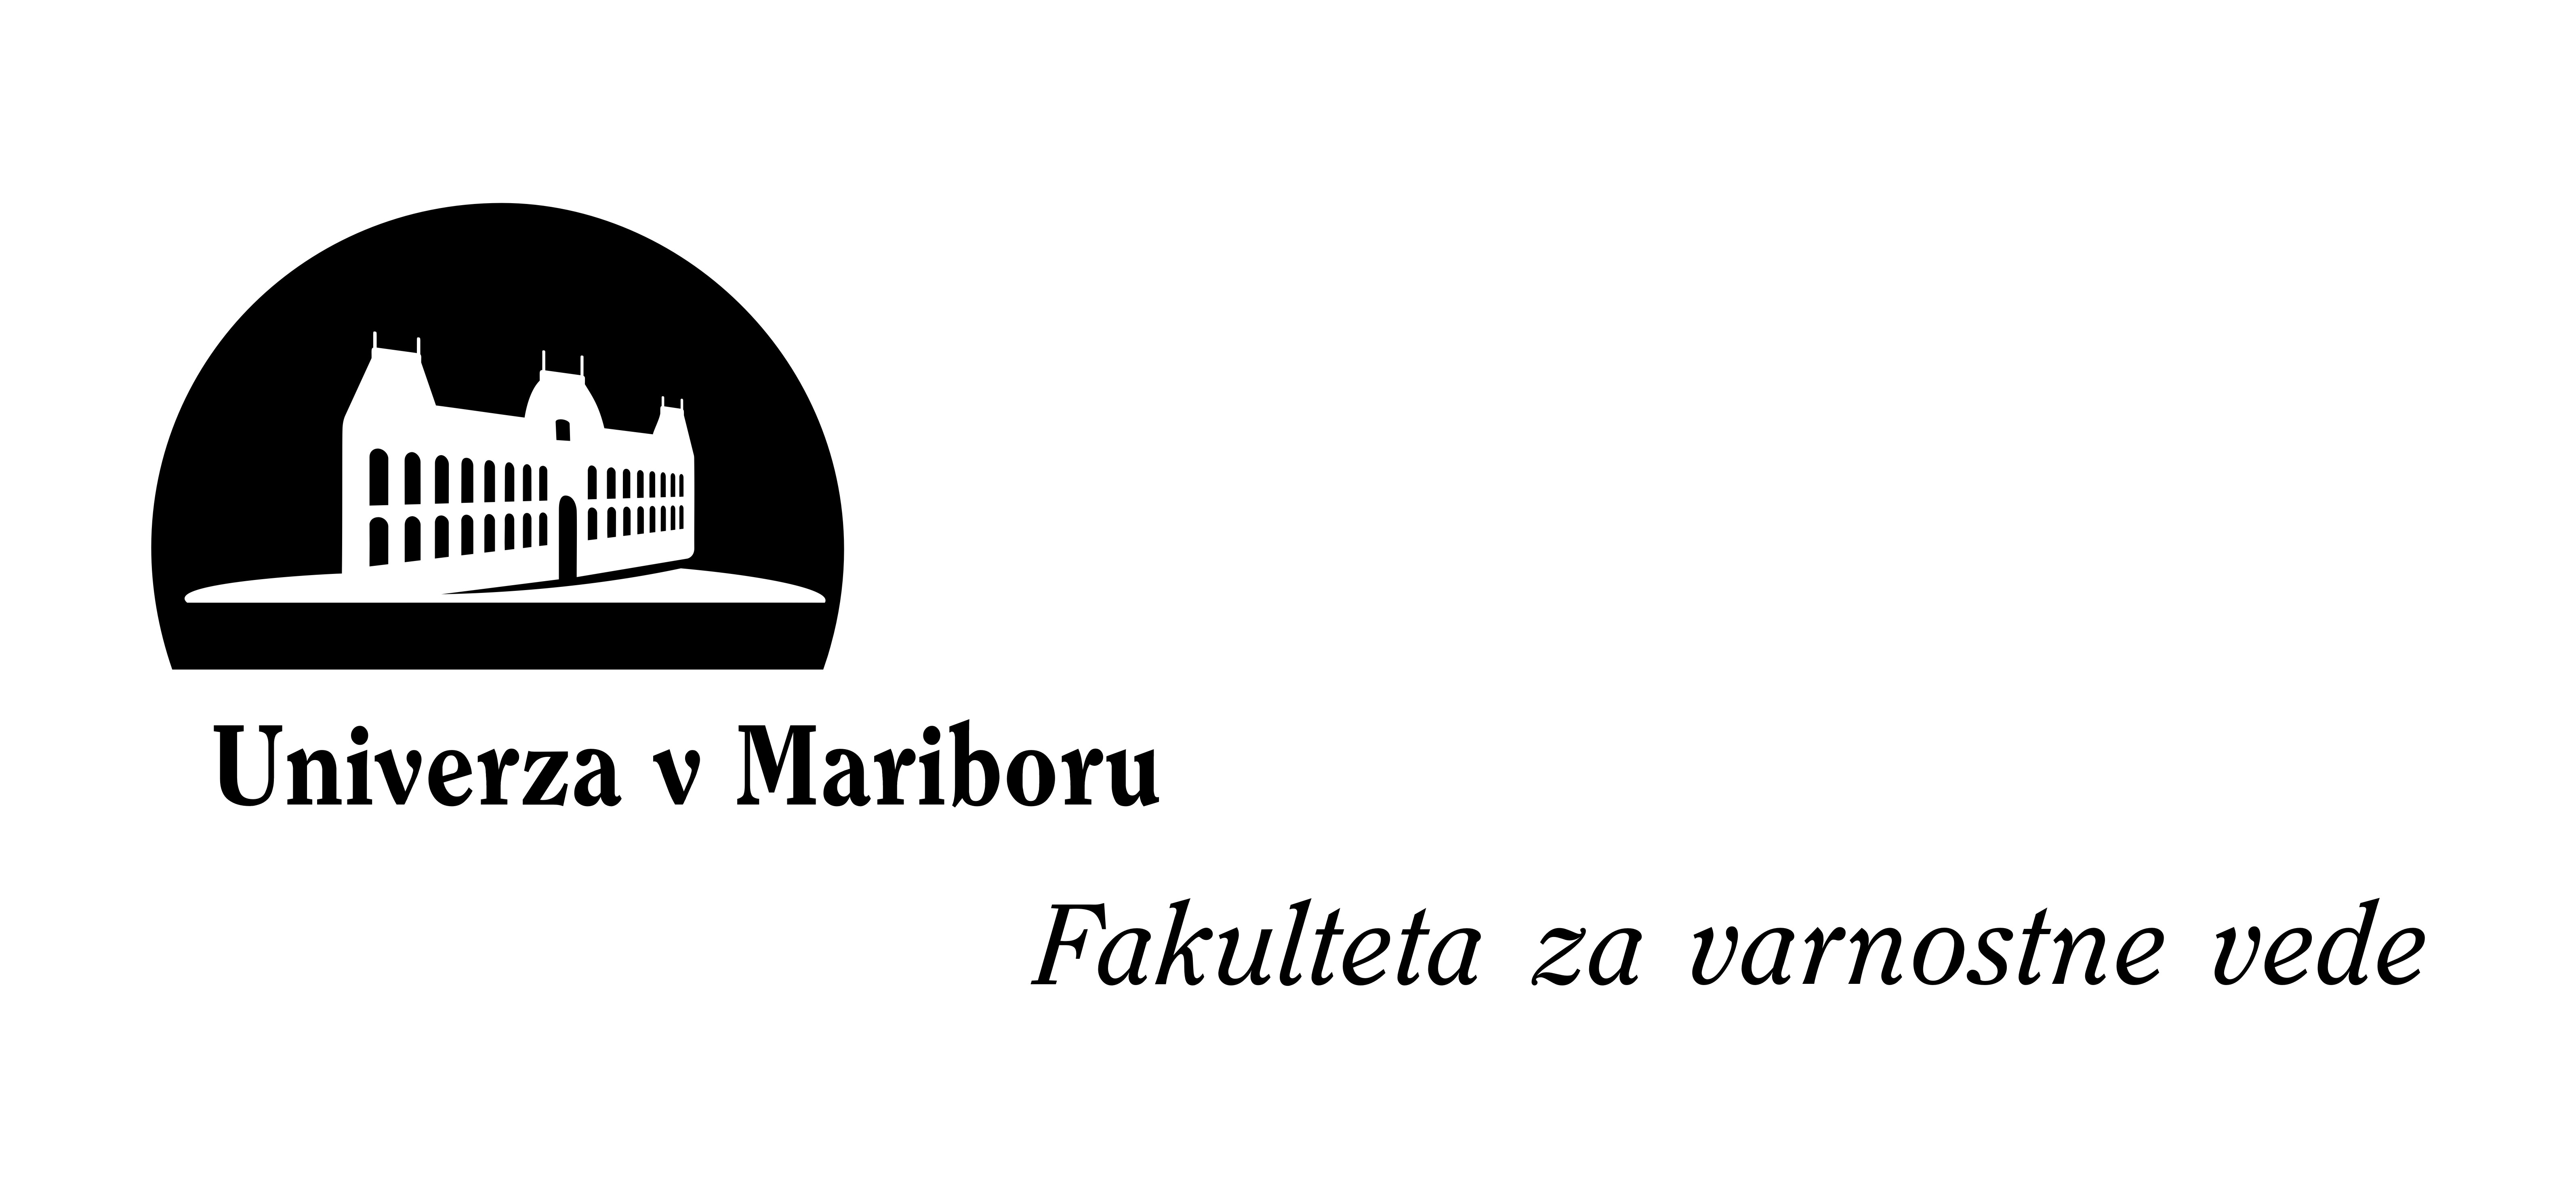 Univerza v Mariboru
Fakulteta za varnostne vede